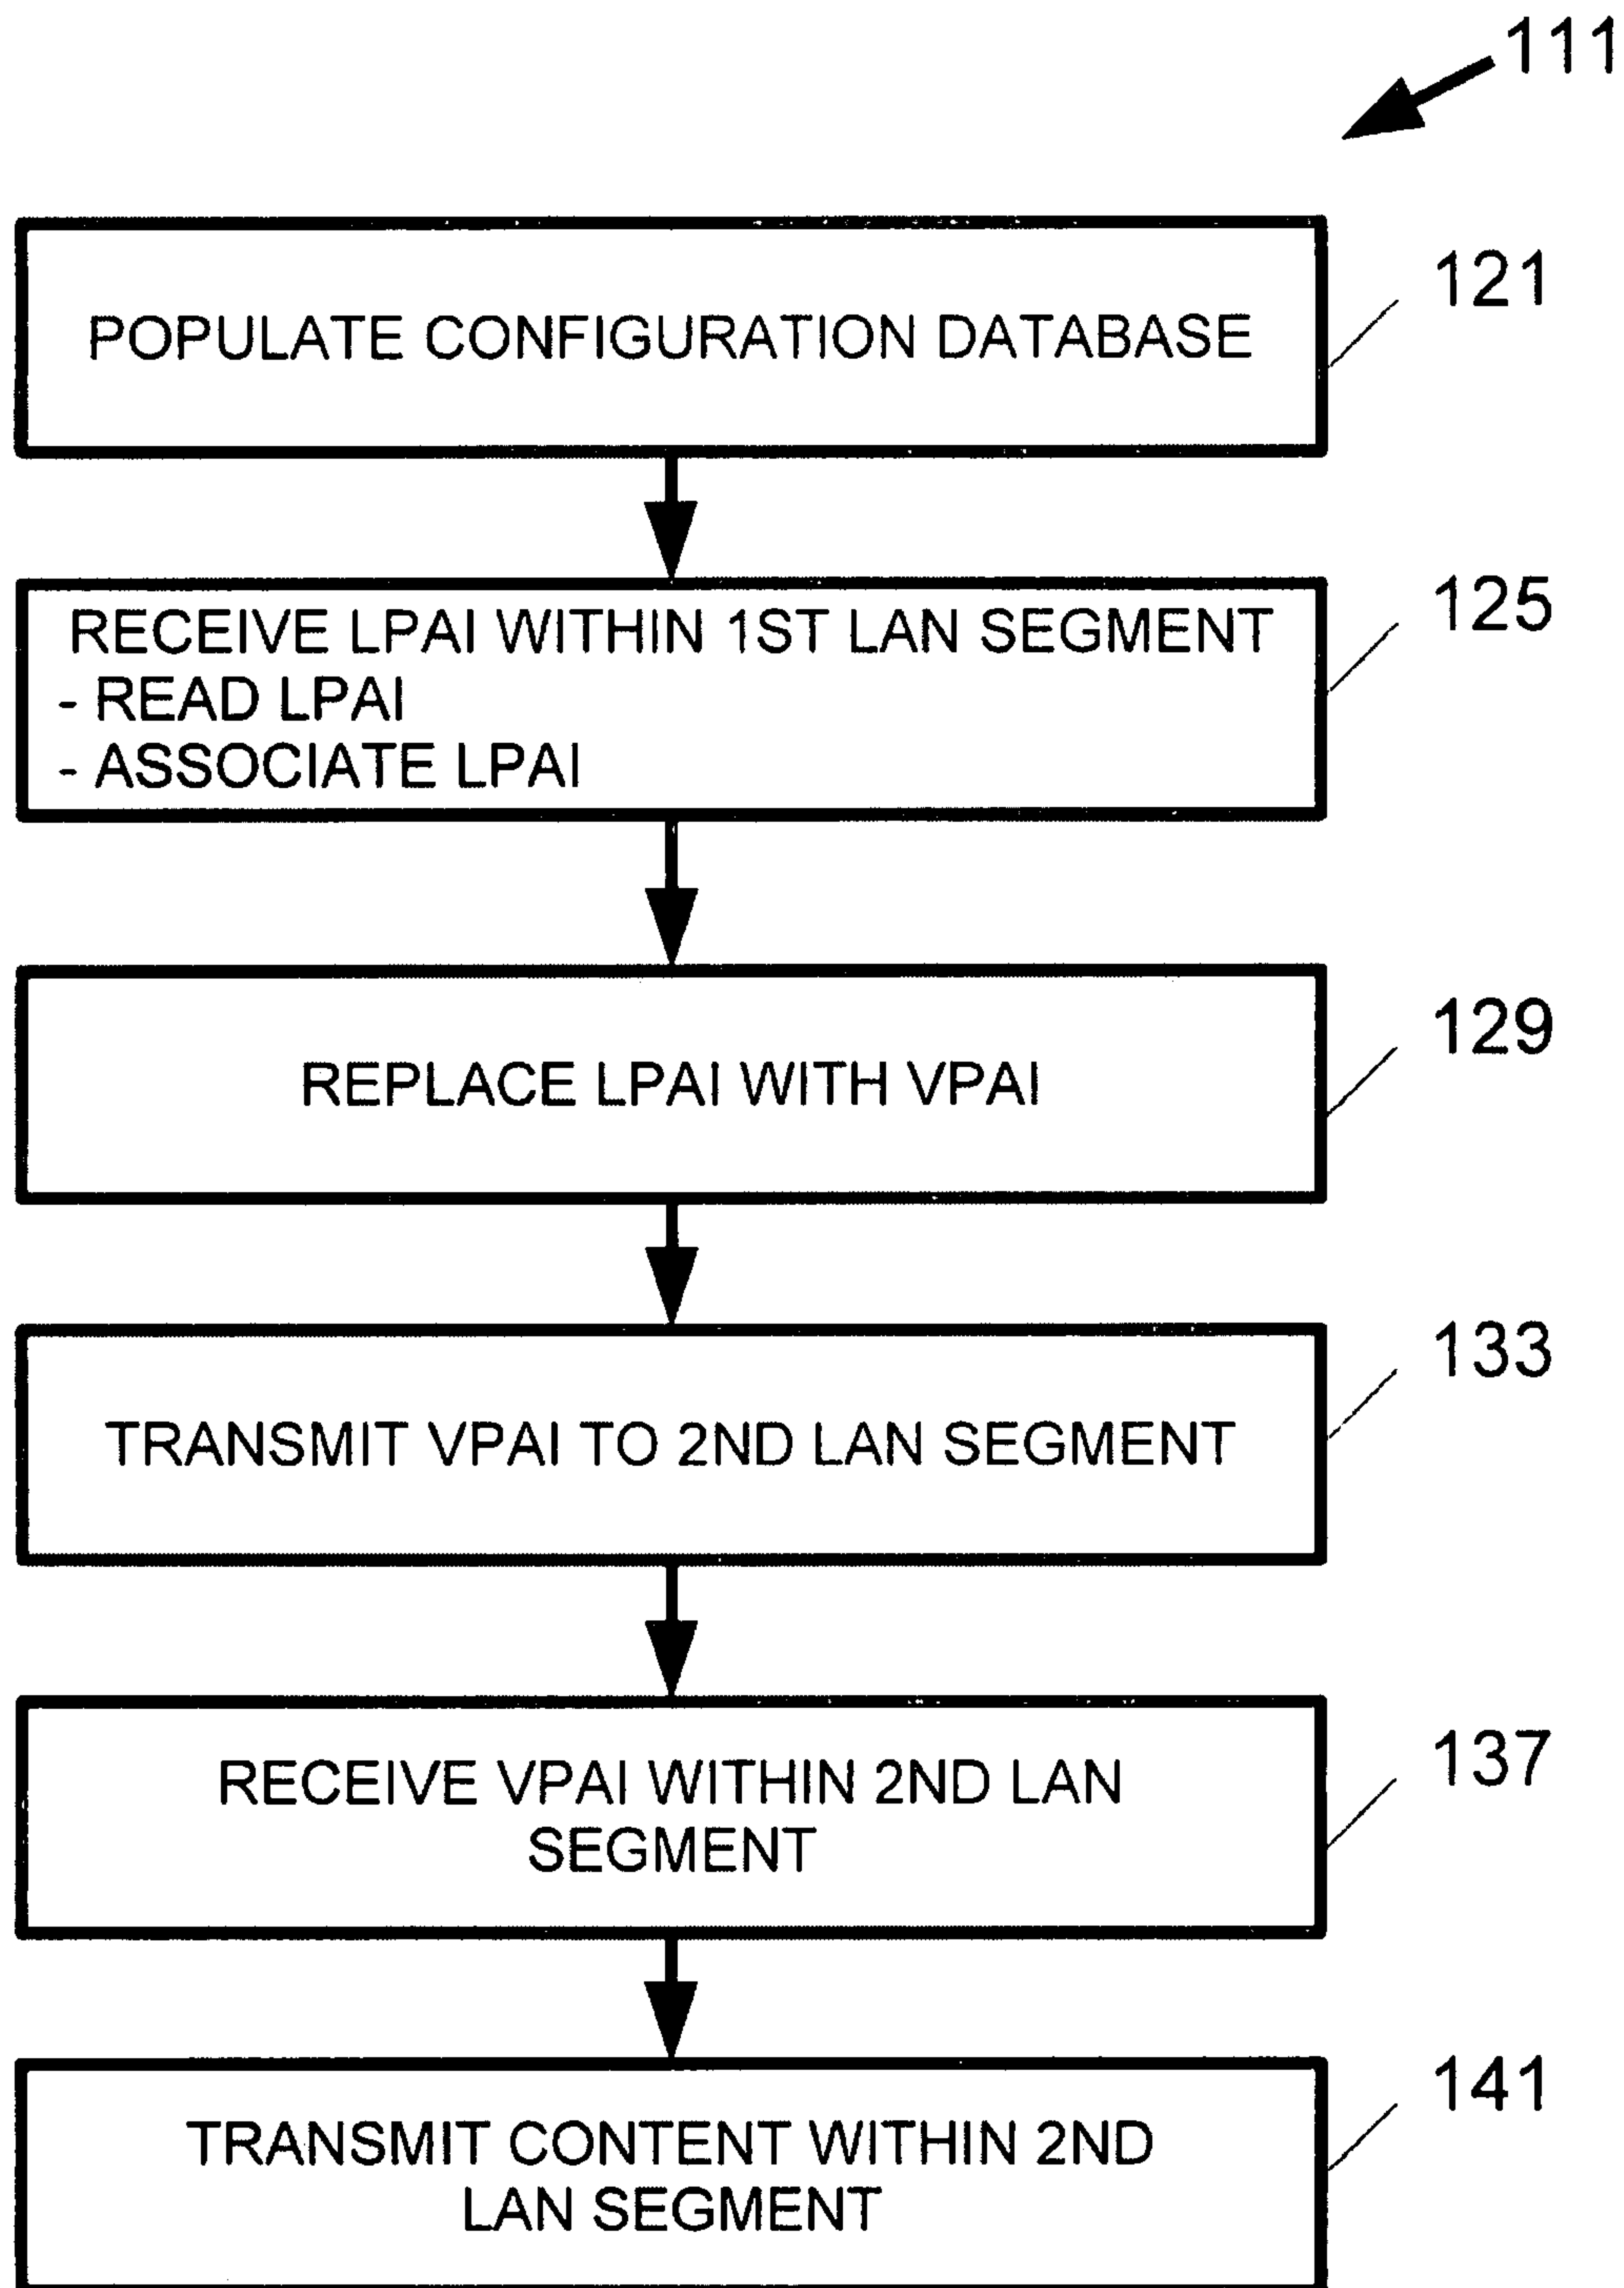 111
POPULATE CONFIGURATION DATABASE
121
RECEIVE LPAI WITHIN 1ST LAN SEGMENT
- READ LPAI
- ASSOCIATE LPAI
125
REPLACE LPAI WITH VPAI
129
TRANSMIT VPAI TO 2ND LAN SEGMENT
133
RECEIVE VPAI WITHIN 2ND LAN
SEGMENT
137
TRANSMIT CONTENT WITHIN 2ND
LAN SEGMENT
141